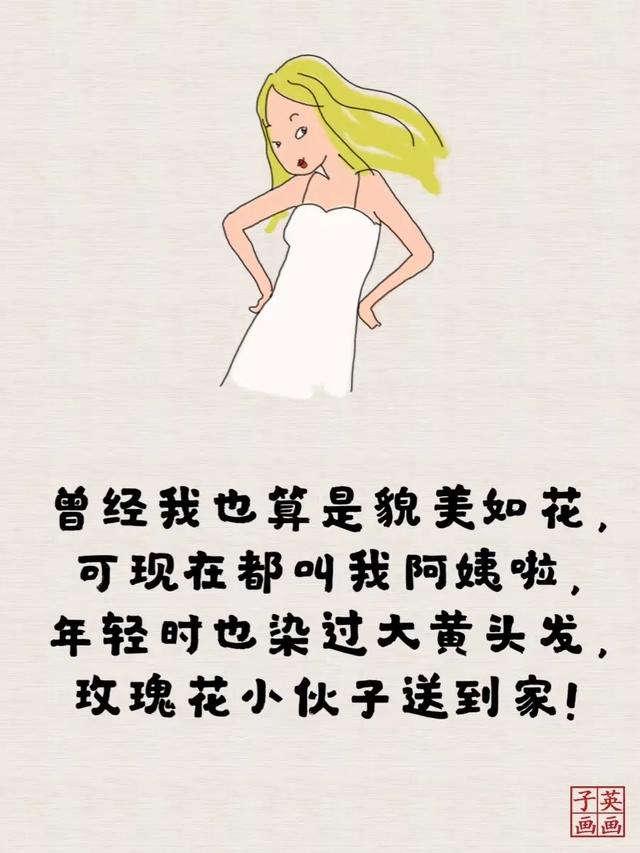 曾经我也算是貌美如花,
可现在都叫我阿姨啦,
年轻时也染过大黄头发,
玫瑰花小伙子送到家!
子英
画画